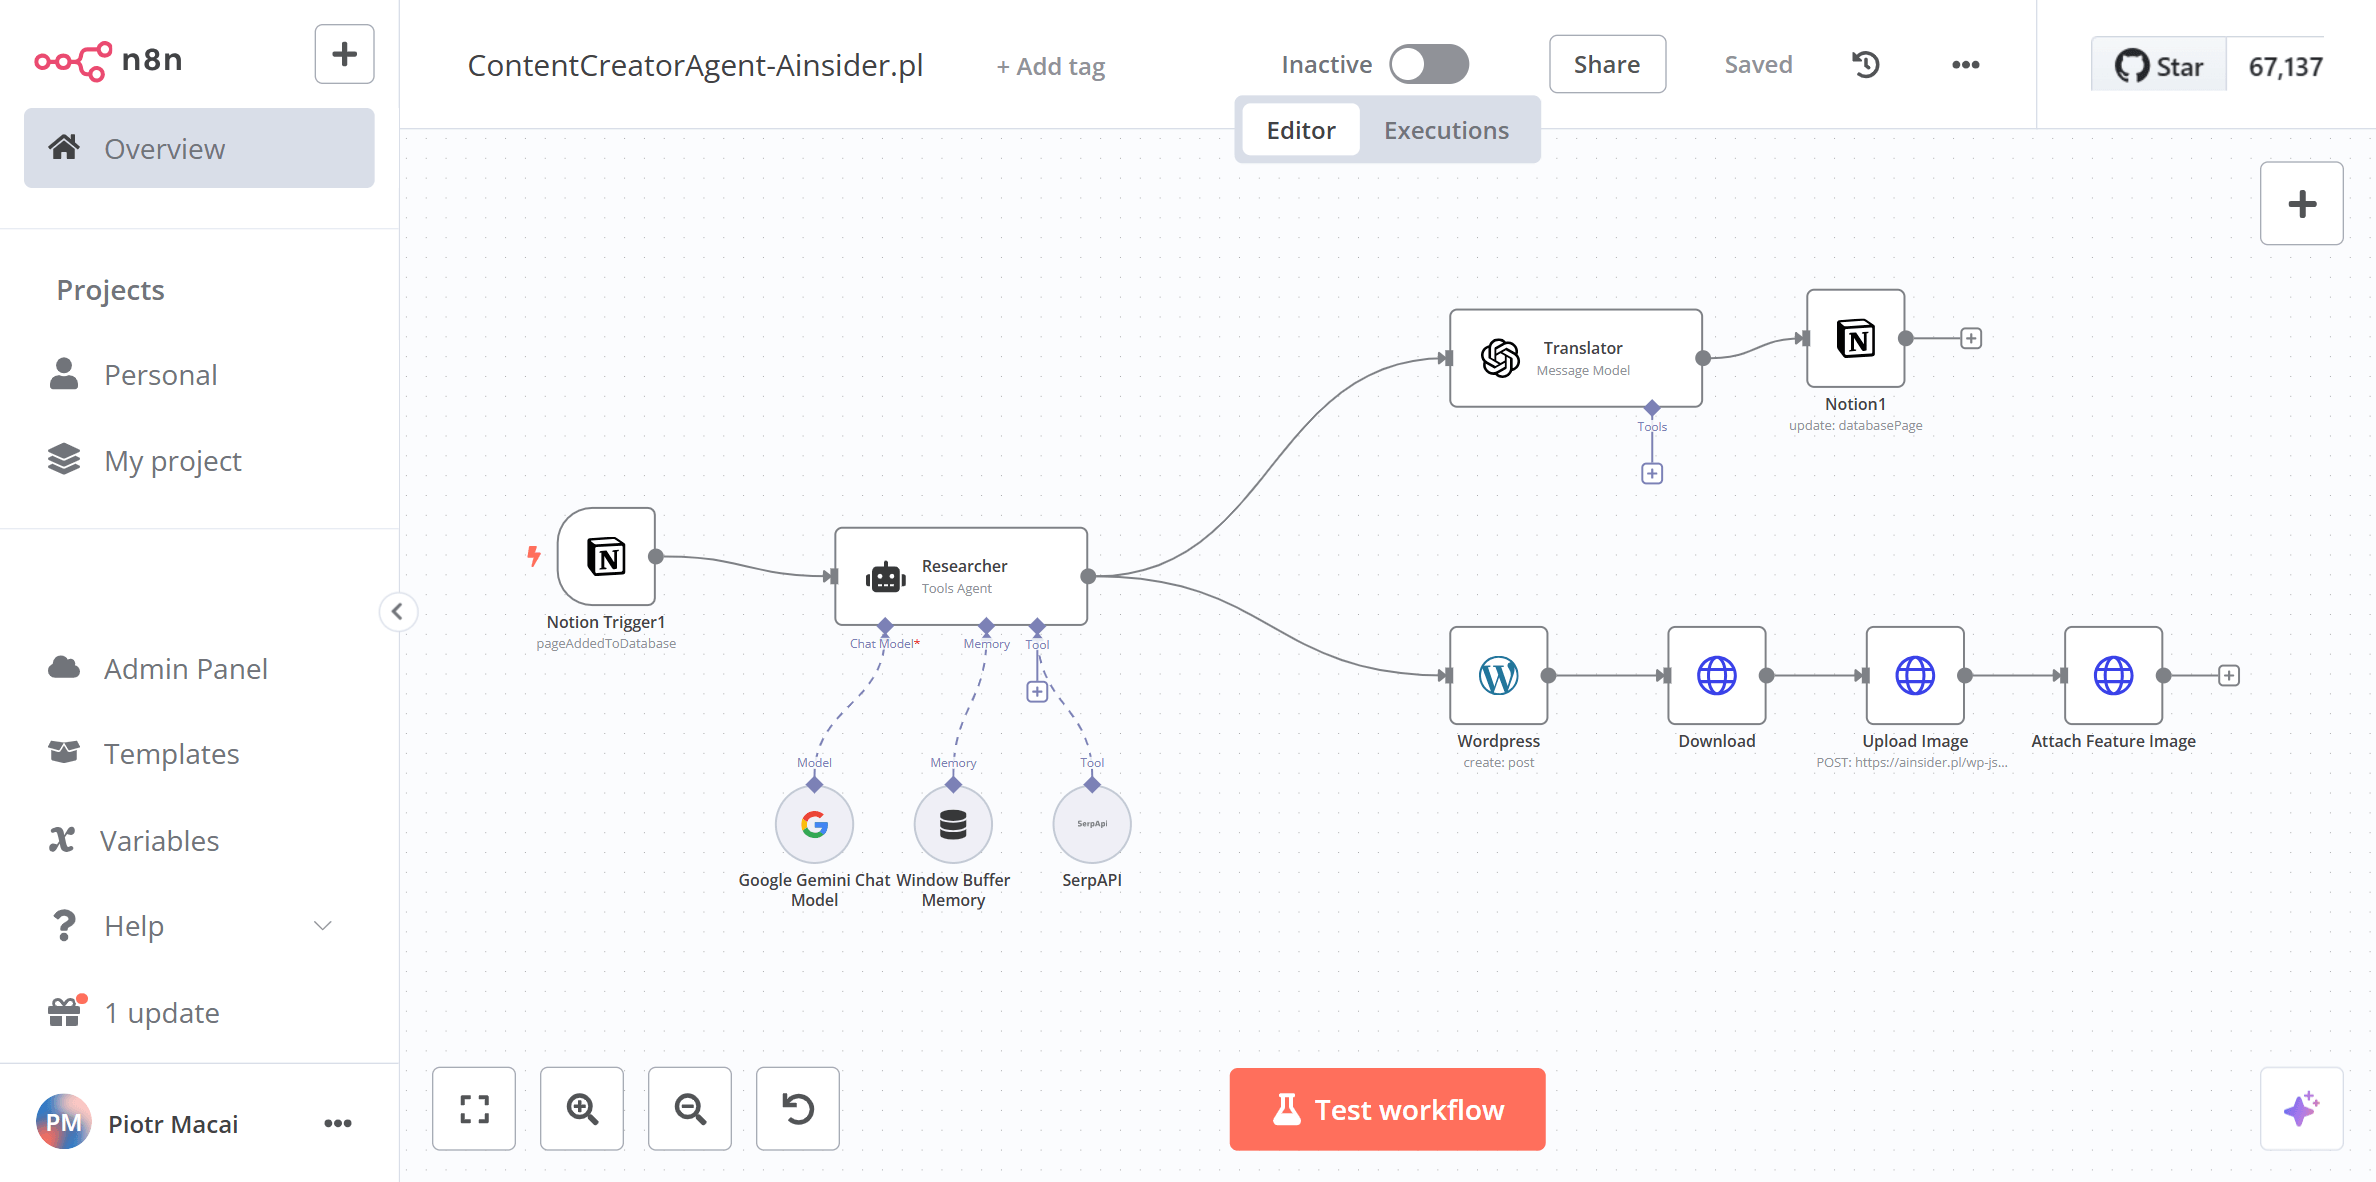 n8n
Overview
Projects
Personal
My project
Admin Panel
Templates
Variables
Help
1 update
PM
Piotr Macai
ContentCreatorAgent-Ainsider.pl
+ Add tag
Inactive
Share
Saved
Star
67,137
Editor
Executions
Translator
Message Model
Tools
Notion1
update: databasePage
Notion Trigger1
pageAddedToDatabase
Researcher
Tools Agent
Chat Model*
Memory
Tool
Model
Memory
Tool
SerpApi
Google Gemini Chat
Model
Window Buffer
Memory
SerpAPI
Wordpress
create: post
Download
Upload Image
POST: https://ainsider.pl/wp-js...
Attach Feature Image
Test workflow